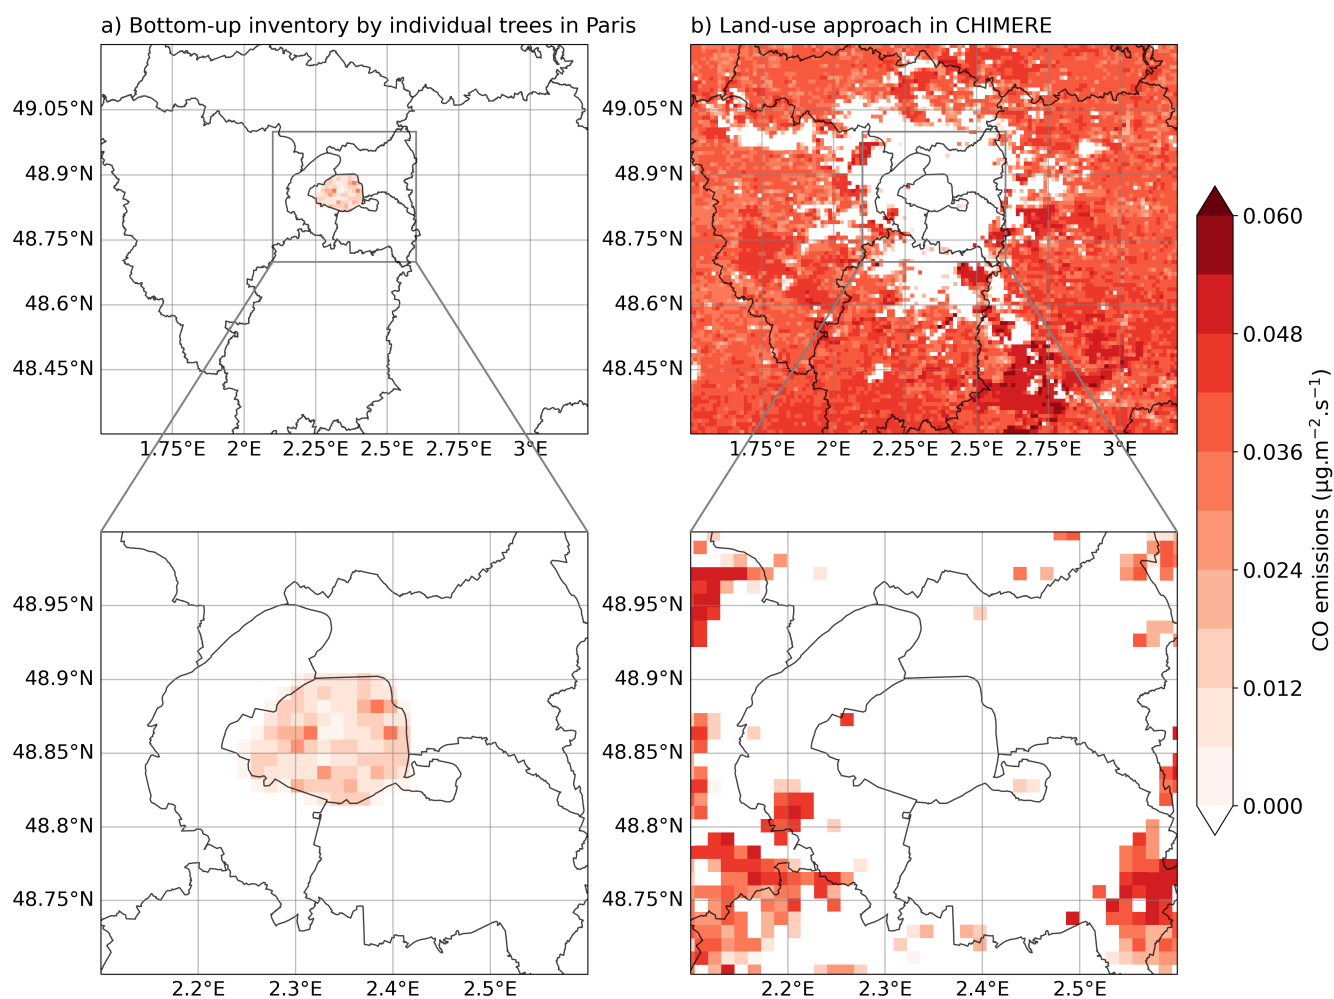 a) Bottom-up inventory by individual trees in Paris
b) Land-use approach in CHIMERE
49.05°N
48.9°N
48.75°N
48.6°N
48.45°N
1.75°E 2°E 2.25°E 2.5°E 2.75°E 3°E
49.05°N
48.9°N
48.75°N
48.6°N
48.45°N
1.75°E 2°E 2.25°E 2.5°E 2.75°E 3°E
48.95°N
48.9°N
48.85°N
48.8°N
48.75°N
2.2°E 2.3°E 2.4°E 2.5°E
48.95°N
48.9°N
48.85°N
48.8°N
48.75°N
2.2°E 2.3°E 2.4°E 2.5°E
0.060
0.048
0.036
0.024
0.012
0.000
CO emissions (μg.m⁻².s⁻¹)